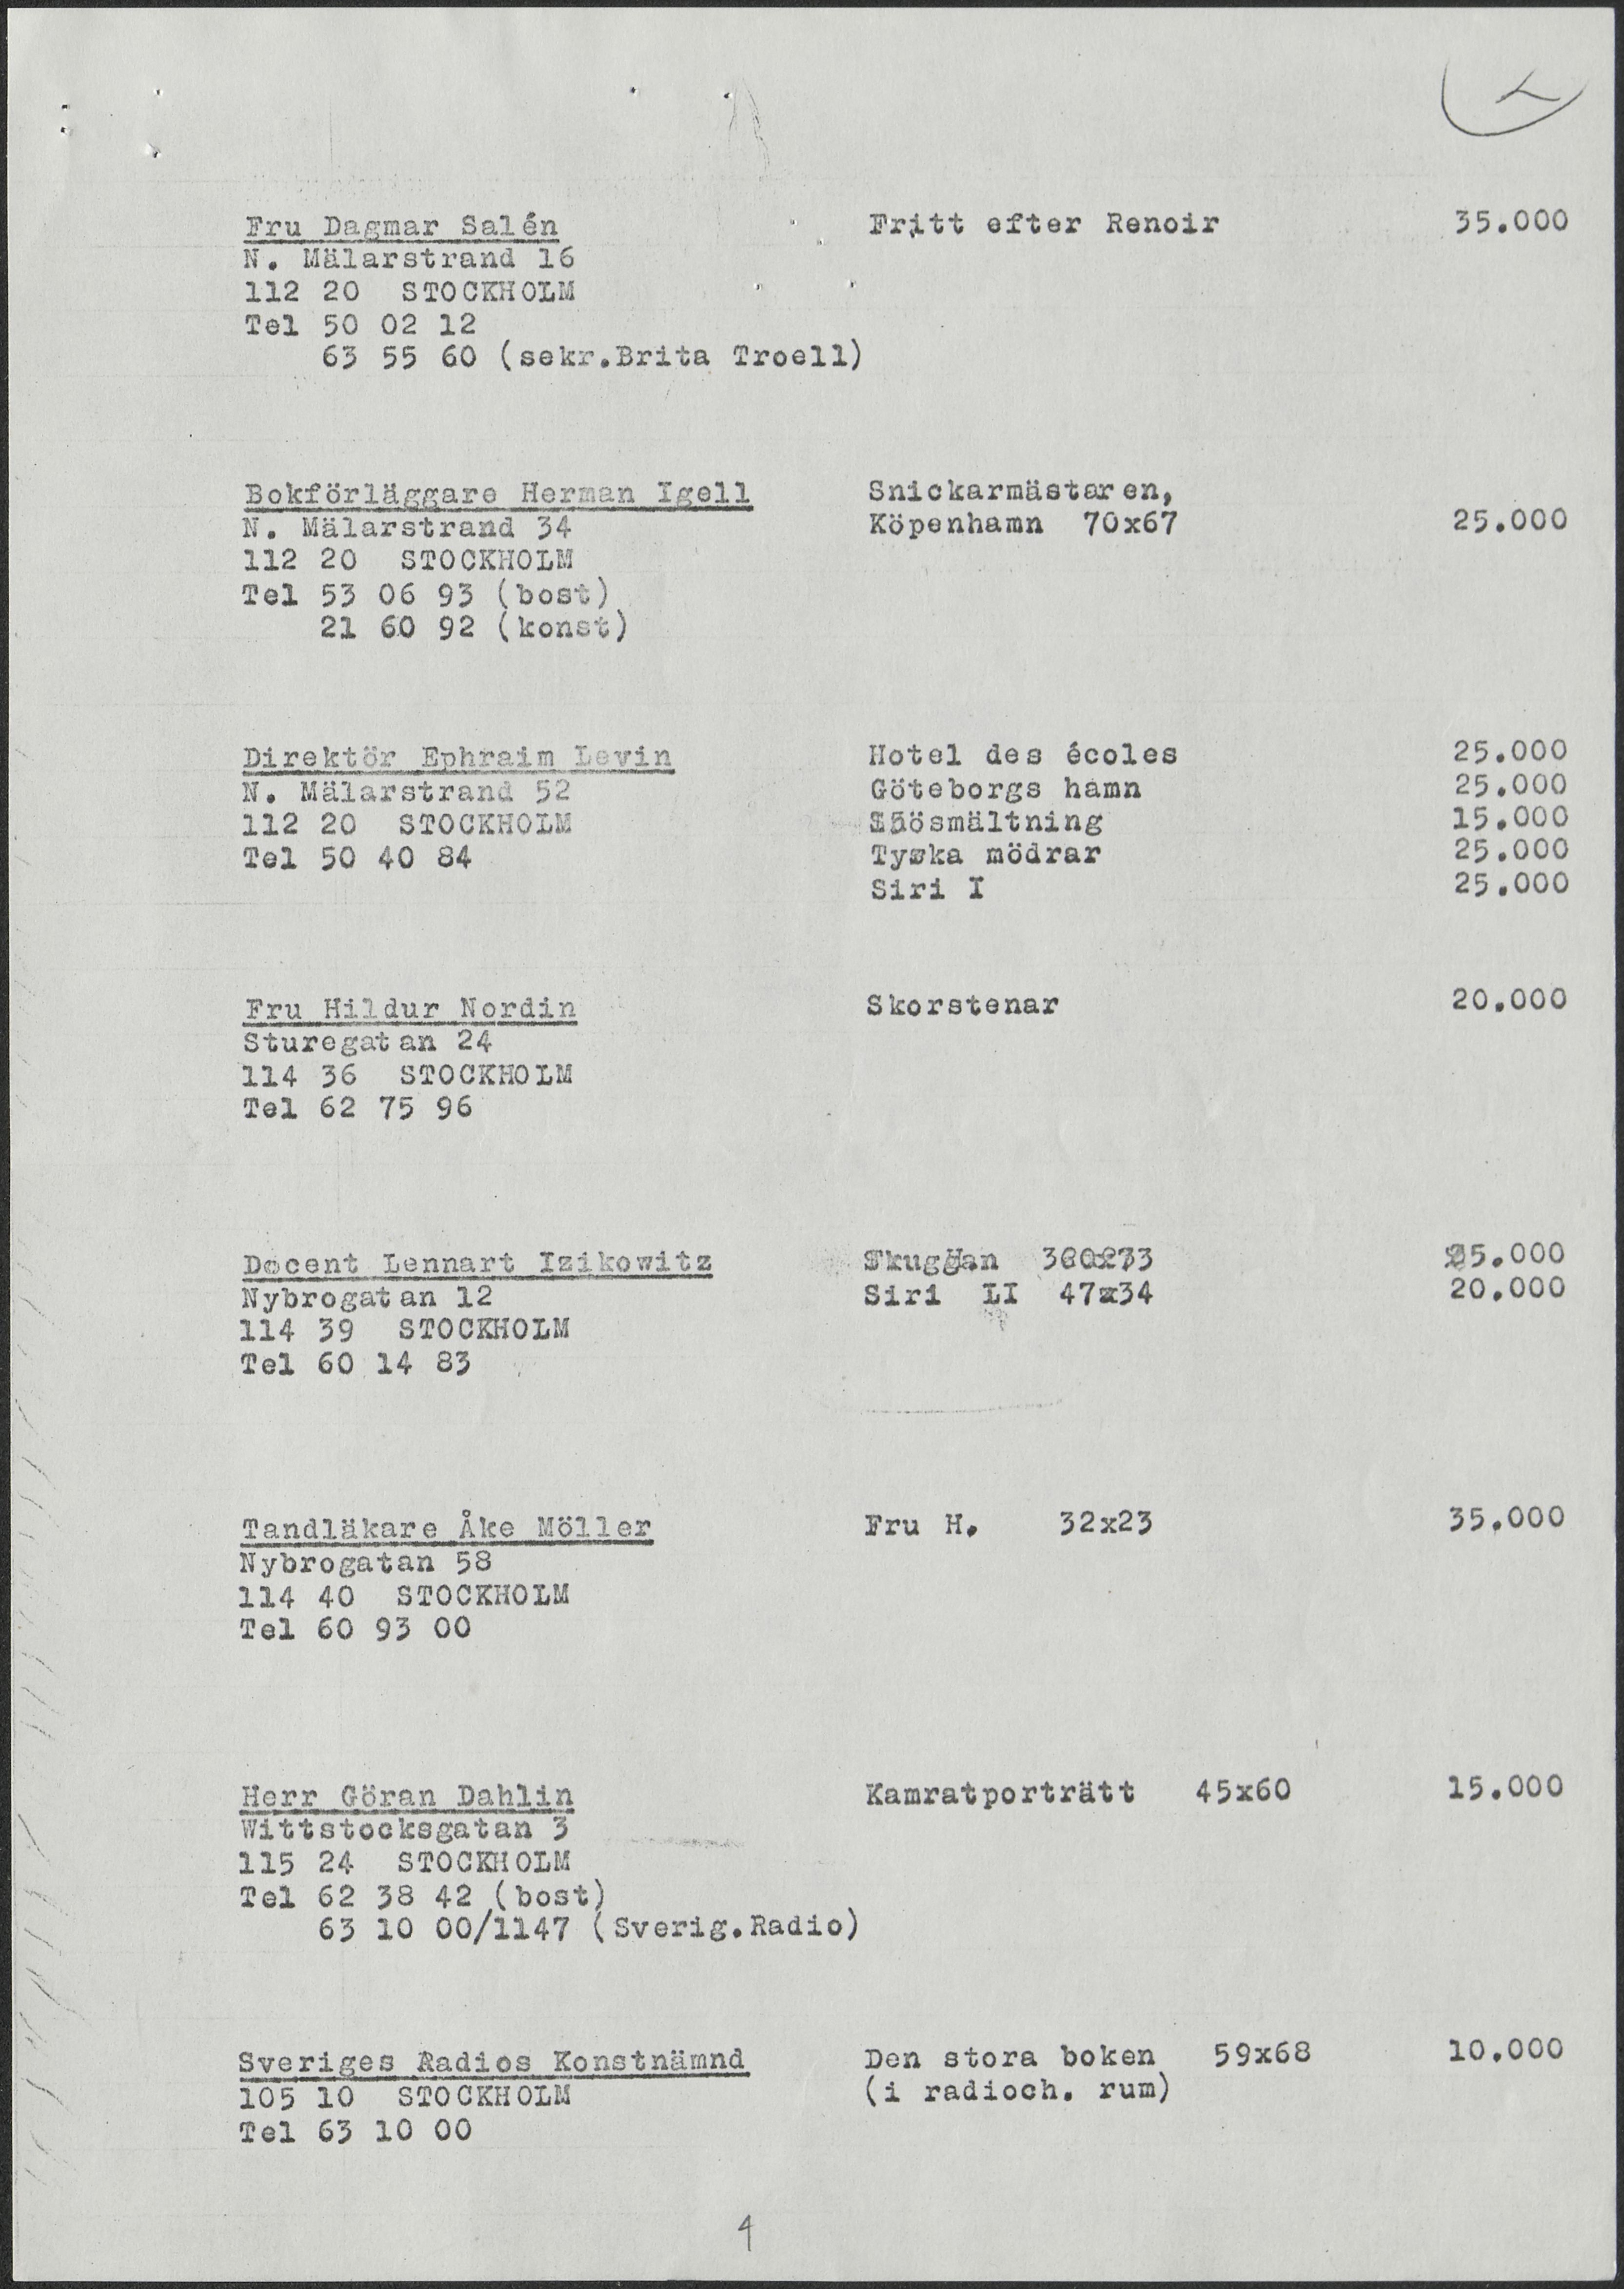 Fru Dagmar Salén Fritt efter Renoir 35.000
N. Mälarstrand 16
112 20 STOCKHOLM
Tel 50 02 12
63 55 60 (sekr.Brita Troell)
Bokförläggare Herman Igell Snickarmästaren,
N. Mälarstrand 34 Köpenhamn 70x67 25.000
112 20 STOCKHOLM
Tel 53 06 93 (bost)
21 60 92 (konst)
Direktör Ephraim Levin Hotel des écoles 25.000
N. Mälarstrand 52 Göteborgs hamn 25.000
112 20 STOCKHOLM Snösmältning 15.000
Tel 50 40 84 Tyska mödrar 25.000
Siri I 25.000
Fru Hildur Nordin Skorstenar 20.000
Sturegatan 24
114 36 STOCKHOLM
Tel 62 75 96
Docent Lennart Izikowitz Skuggan
Nybrogatan 12 Siri II 47x34 20.000
114 39 STOCKHOLM
Tel 60 14 83
Tandläkare Åke Möller Fru H. 32x23 35.000
Nybrogatan 58
114 40 STOCKHOLM
Tel 60 93 00
Herr Göran Dahlin Kamratporträtt 45x60 15.000
Wittstocksgatan 3
115 24 STOCKHOLM
Tel 62 38 42 (bost)
63 10 00/1147 (Sverig.Radio)
Sveriges Radios Konstnämnd Den stora boken 59x68 10.000
105 10 STOCKHOLM (i radioch. rum)
Tel 63 10 00
4